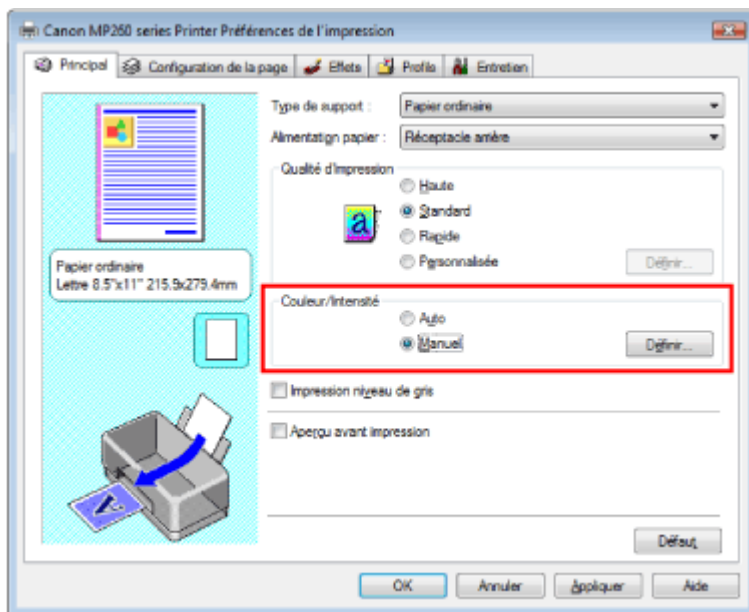 Canon MP260 series Printer Préférences de l'impression
Principal Configuration de la page Effets Profils Entretien
Type de support : Papier ordinaire
Alimentation papier : Réceptacle arrière
Qualité d'impression
Haute
a Standard
Rapide
Personnalisée Définir...
Papier ordinaire
Lettre 8.5"x11" 215.9x279.4mm
Couleur/Intensité
Auto
Manuel Définir...
Impression niveau de gris
Aperçu avant impression
Défaut
OK Annuler Appliquer Aide